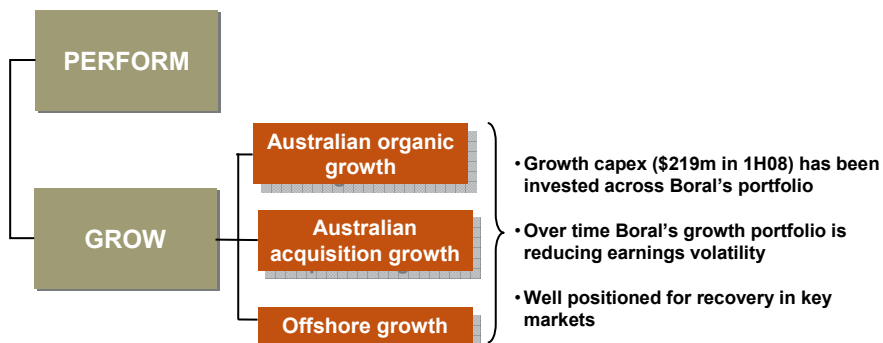 PERFORM
GROW
Australian organic
growth
Australian
acquisition growth
Offshore growth
• Growth capex ($219m in 1H08) has been
invested across Boral’s portfolio
• Over time Boral’s growth portfolio is
reducing earnings volatility
• Well positioned for recovery in key
markets